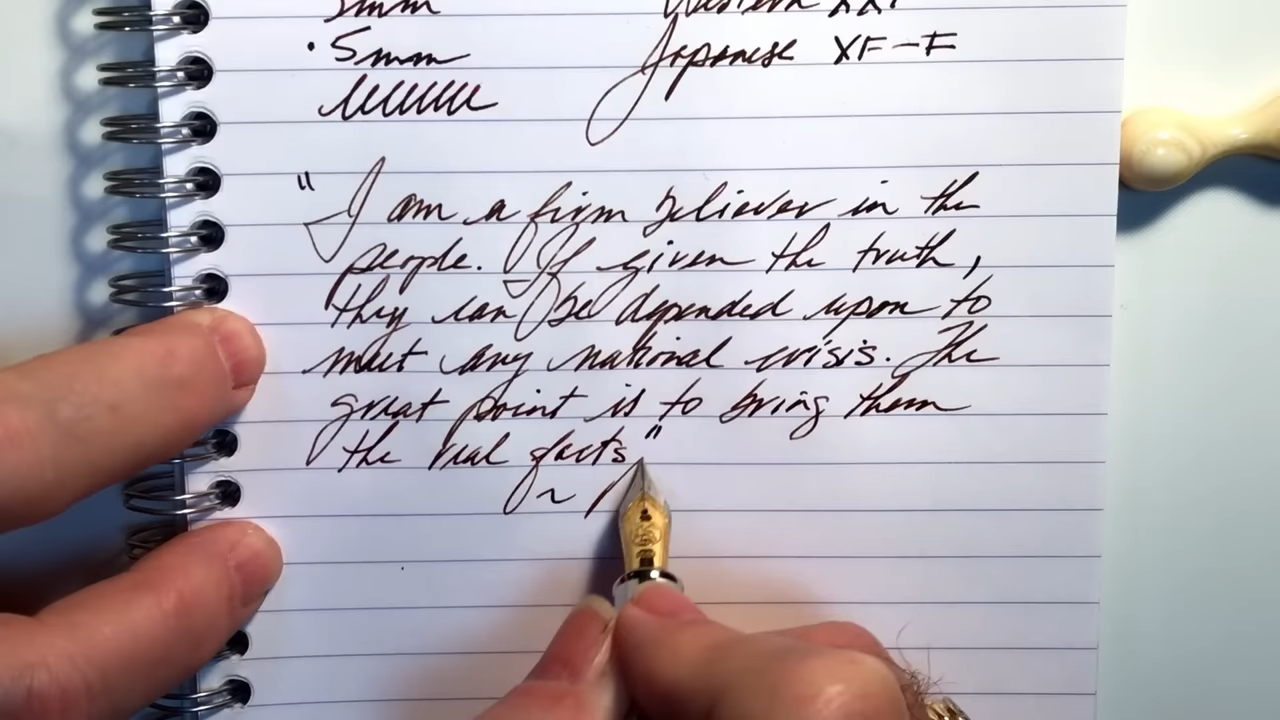 5mm Japanese XF-F
"I am a firm believer in the
people. If given the truth,
they can be depended upon to
meet any national crisis. The
great point is to bring them
the real facts"
~